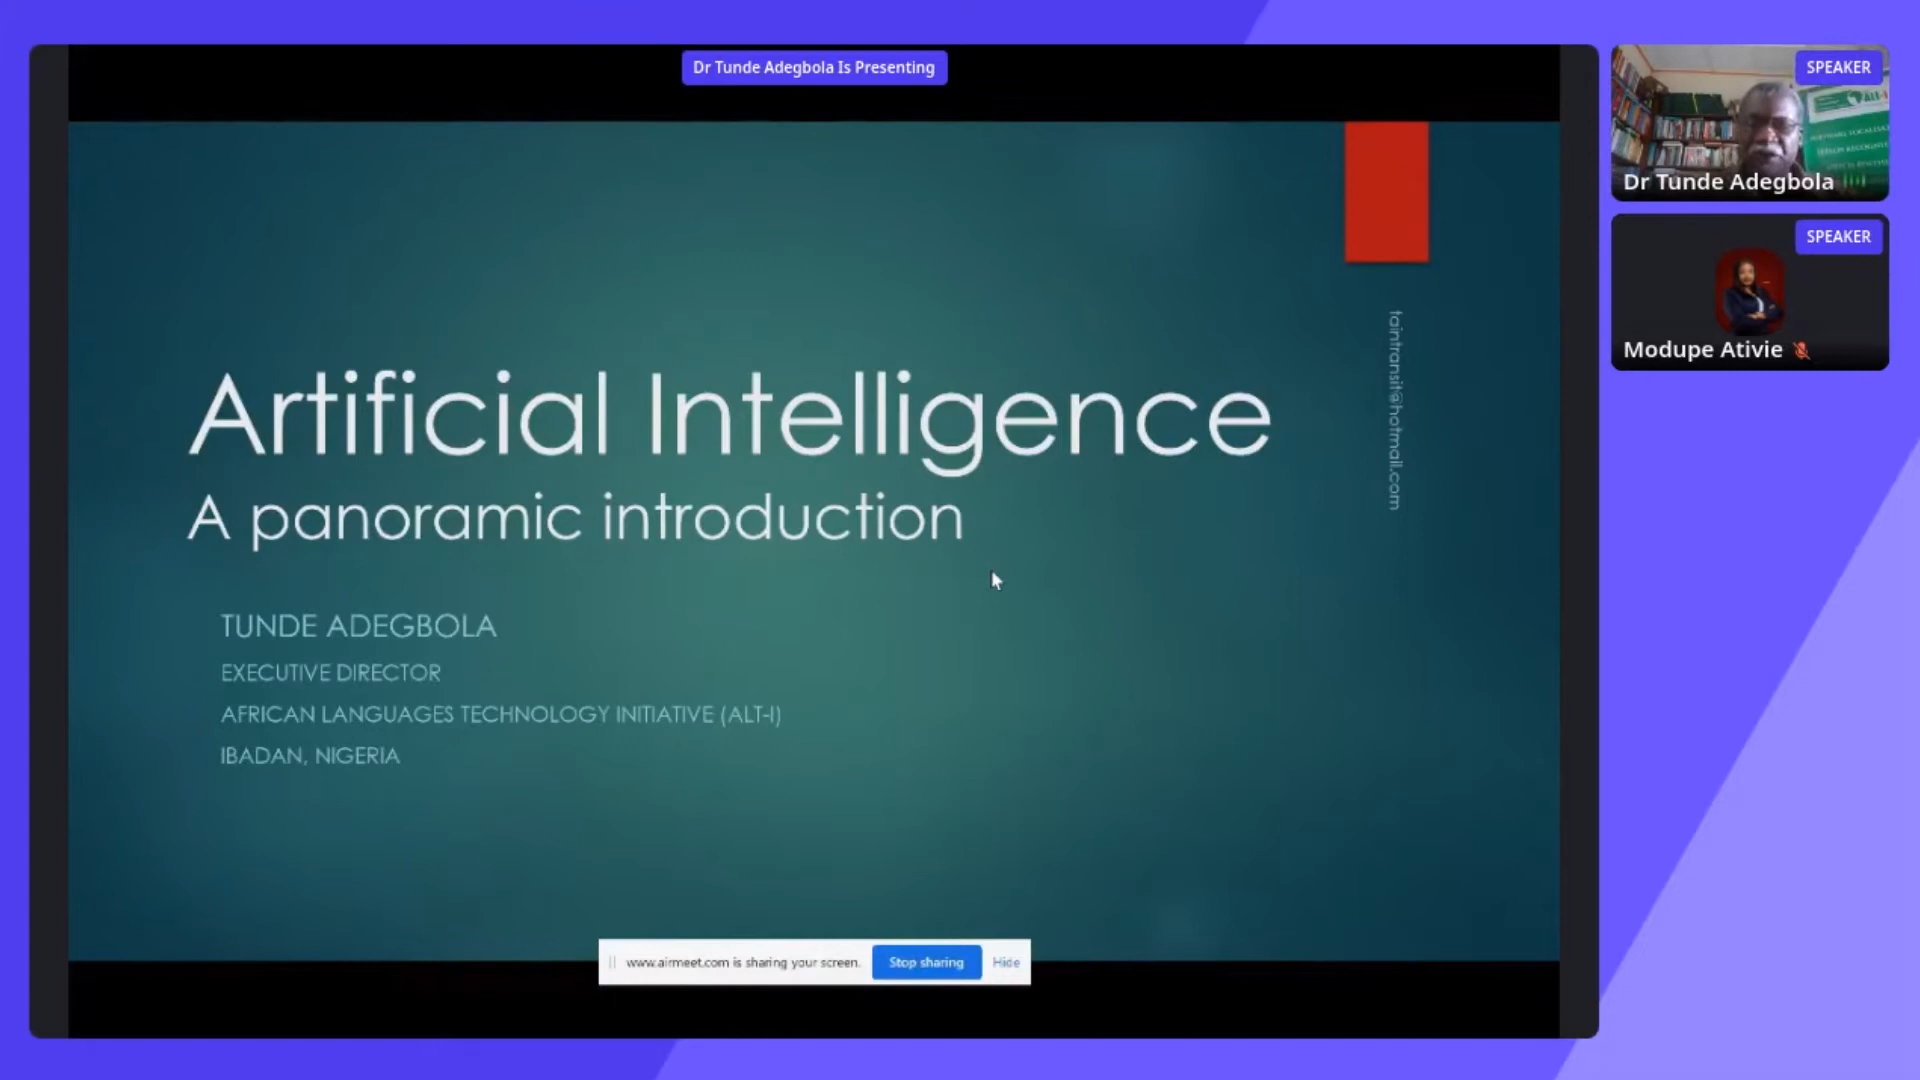 Dr Tunde Adegbola Is Presenting
Artificial Intelligence
A panoramic introduction
TUNDE ADEGBOLA
EXECUTIVE DIRECTOR
AFRICAN LANGUAGES TECHNOLOGY INITIATIVE (ALT-I)
IBADAN, NIGERIA
taintransit@hotmail.com
www.airmeet.com is sharing your screen.
Stop sharing
Hide
SPEAKER
Dr Tunde Adegbola
SPEAKER
Modupe Ativie